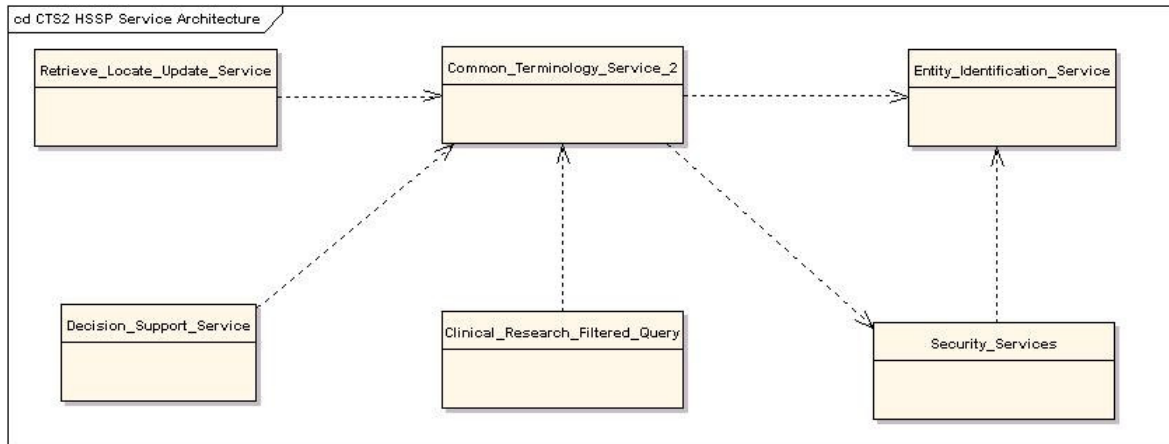 cd CTS2 HSSP Service Architecture
Retrieve_Locate_Update_Service
Common_Terminology_Service_2
Entity_Identification_Service
Decision_Support_Service
Clinical_Research_Filtered_Query
Security_Services